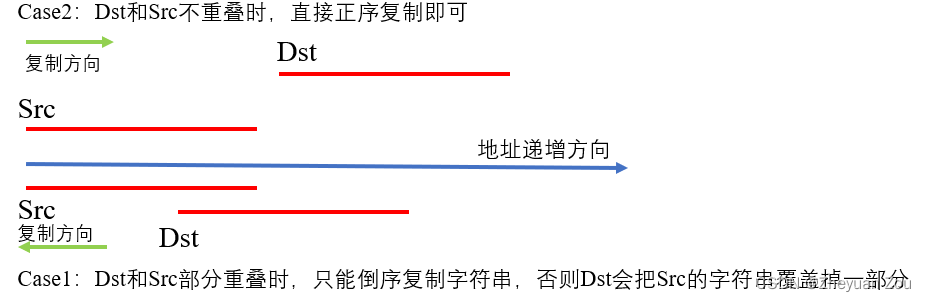 Case2：Dst和Src不重叠时，直接正序复制即可
复制方向
Dst
Src
地址递增方向
Src
复制方向
Dst
Case1：Dst和Src部分重叠时，只能倒序复制字符串，否则Dst会把Src的字符串覆盖掉一部分
CSDN @Zheyuan Zou